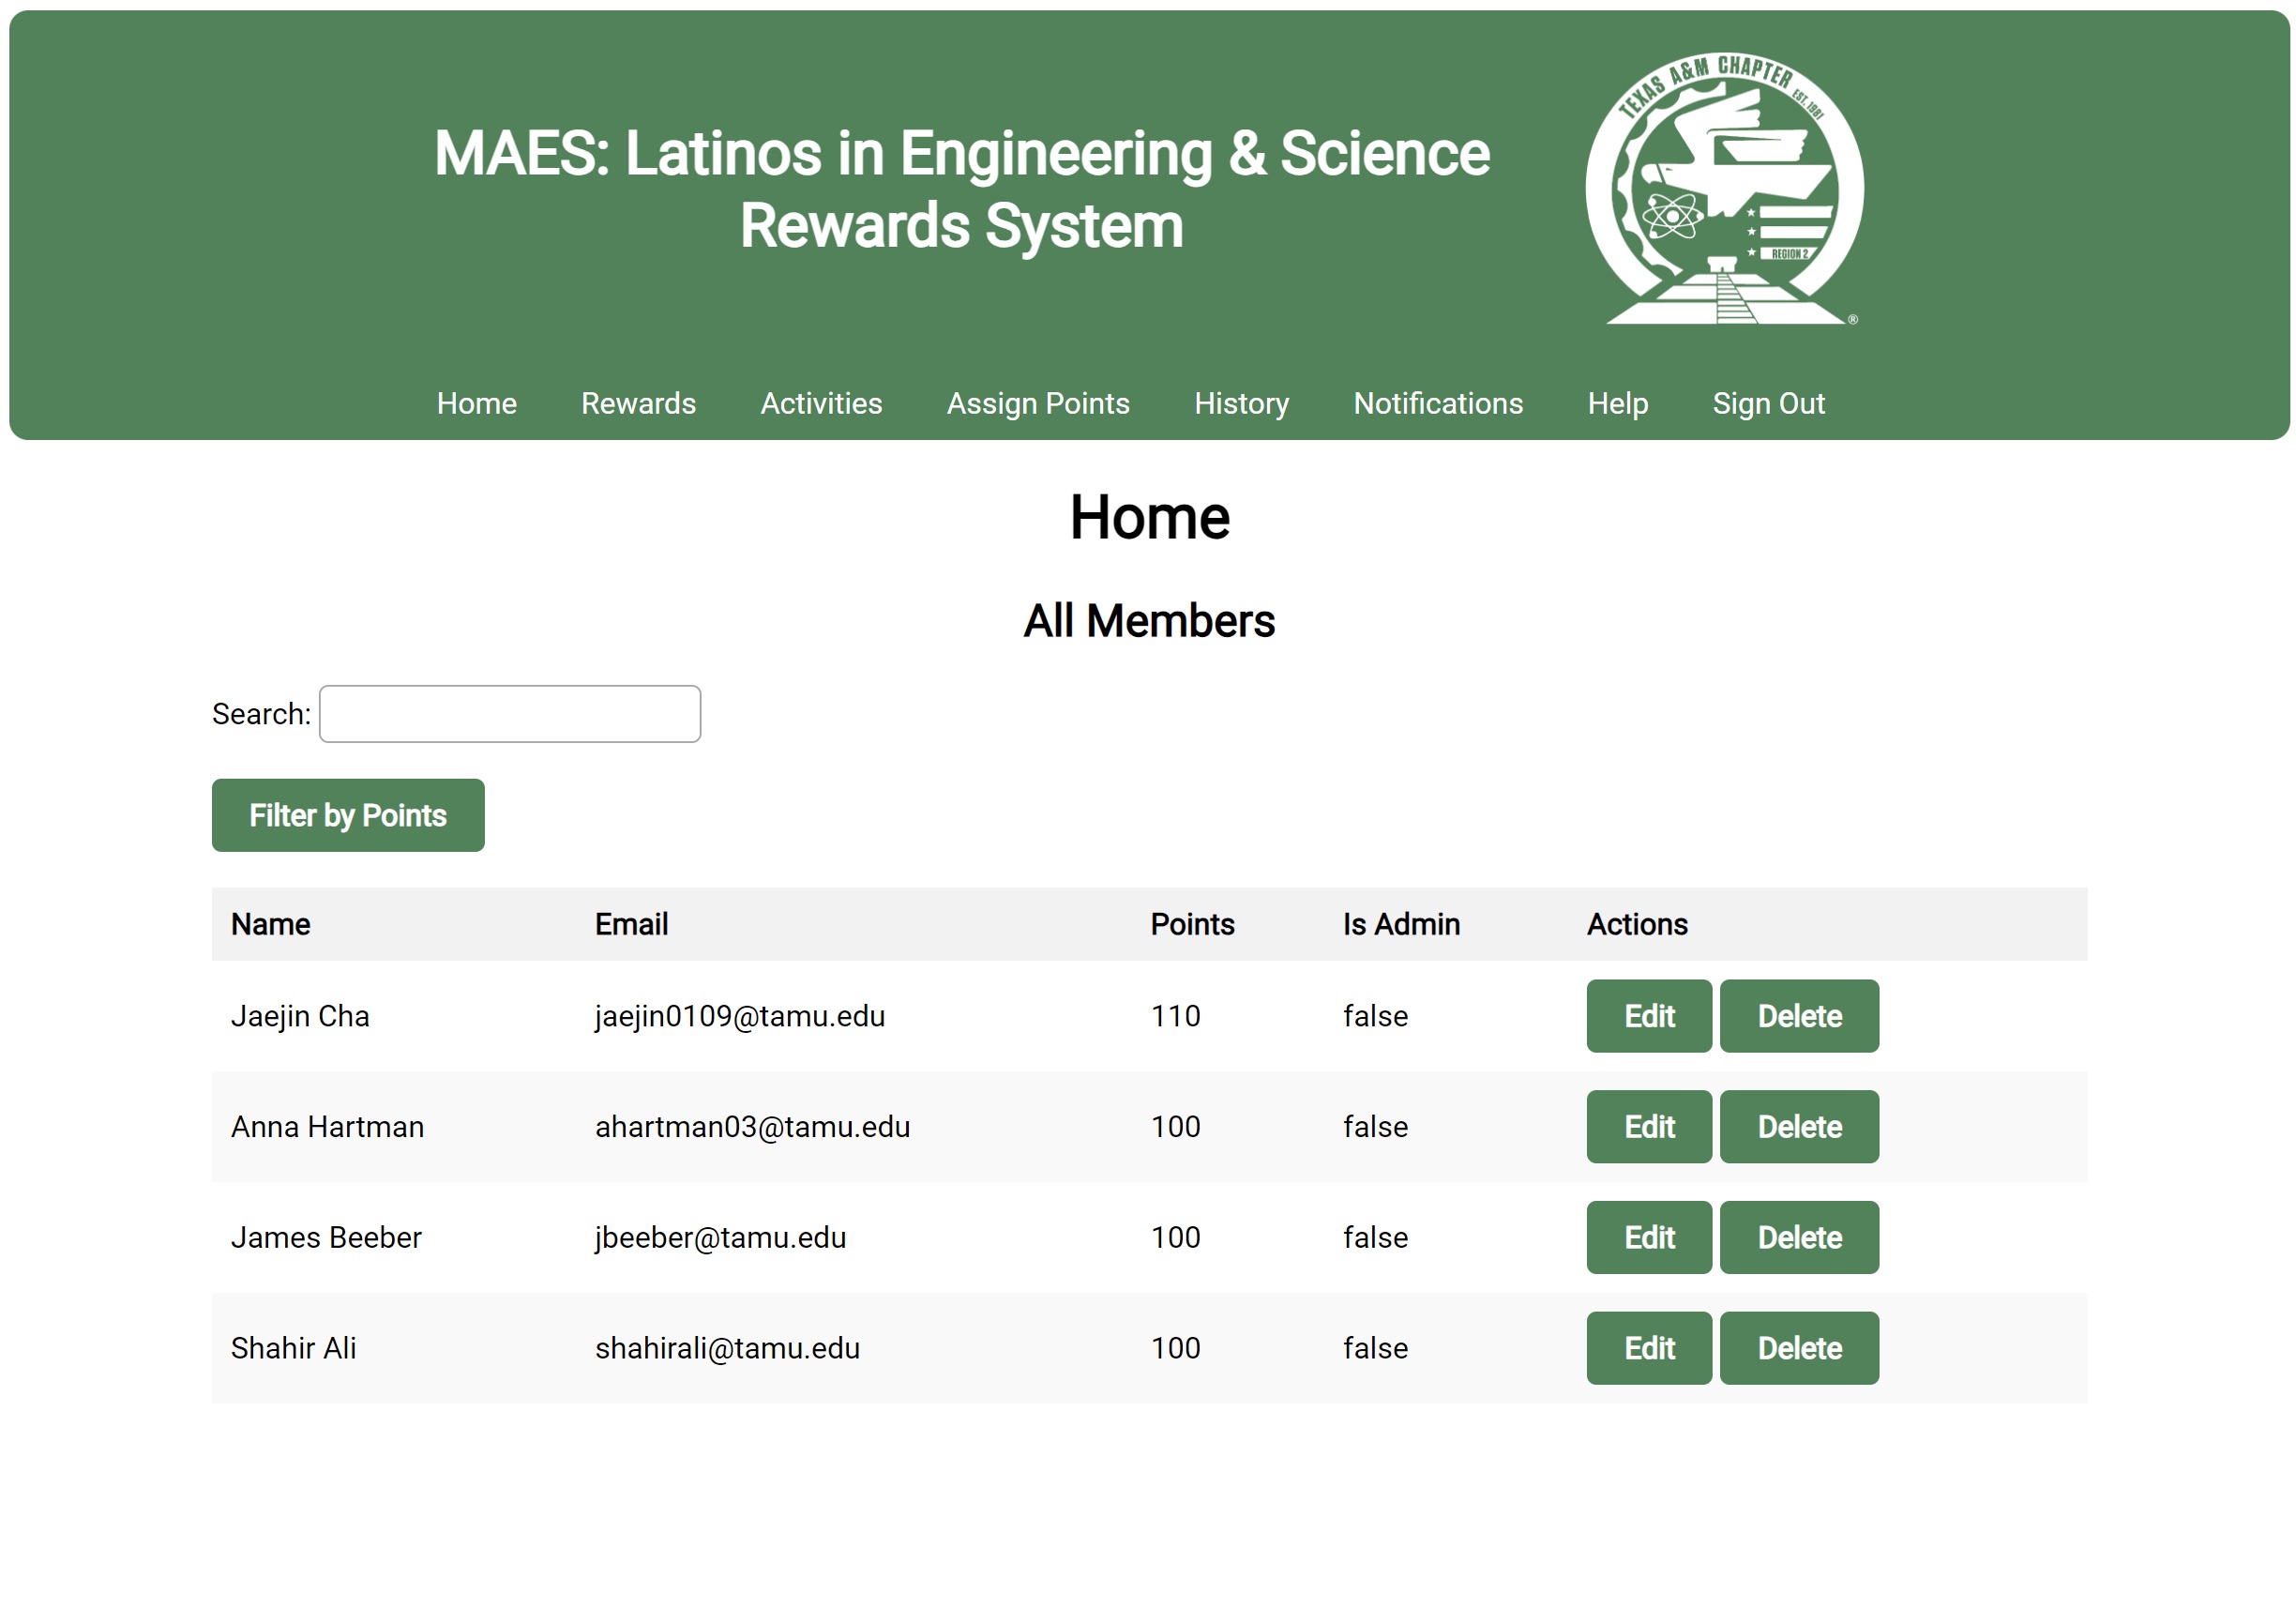 TEXAS A&M CHAPTER EST. 1961
MAES: Latinos in Engineering & Science
Rewards System
REGION 2
®
Home Rewards Activities Assign Points History Notifications Help Sign Out
Home
All Members
Search:
Filter by Points
Name Email Points Is Admin Actions
Jaejin Cha jaejin0109@tamu.edu 110 false Edit Delete
Anna Hartman ahartman03@tamu.edu 100 false Edit Delete
James Beeber jbeeber@tamu.edu 100 false Edit Delete
Shahir Ali shahirali@tamu.edu 100 false Edit Delete